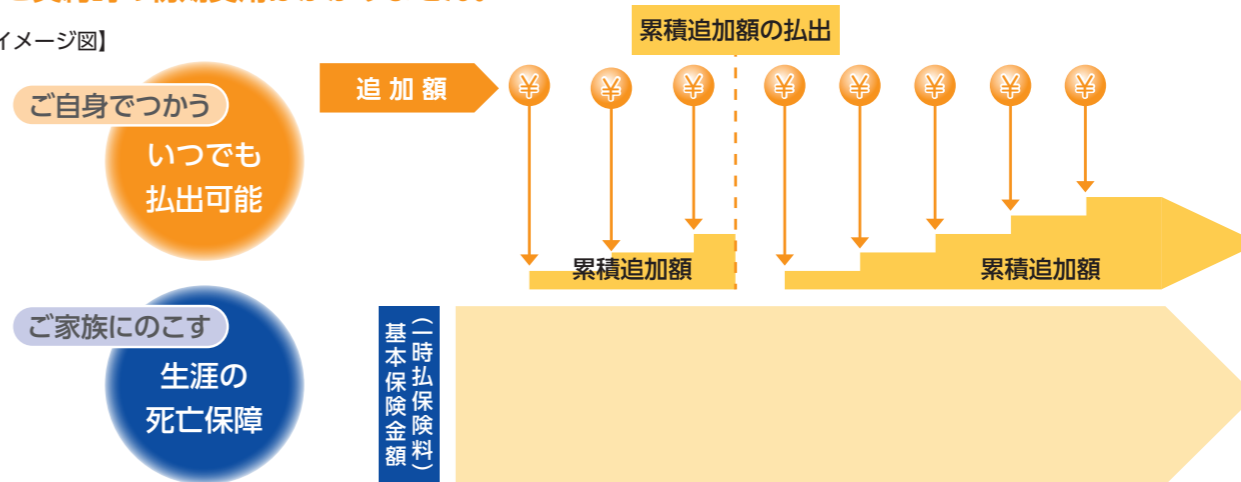 イメージ図】
累積追加額の払出
追加額
¥ ¥ ¥ ¥ ¥ ¥ ¥ ¥
ご自身でつかう
いつでも
払出可能
累積追加額
累積追加額
ご家族にのこす
生涯の
死亡保障
基本保険金額
（一時払保険料）